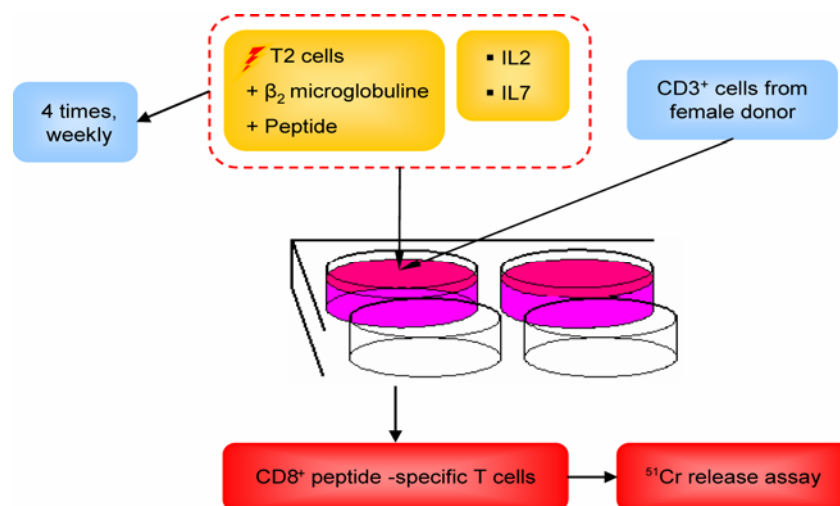 T2 cells
+ β₂ microglobuline
+ Peptide
▪ IL2
▪ IL7
4 times,
weekly
CD3⁺ cells from
female donor
CD8⁺ peptide -specific T cells
⁵¹Cr release assay